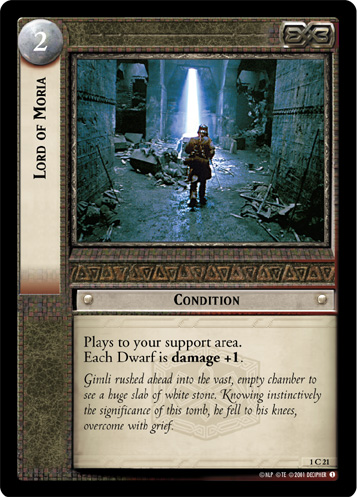 2
LORD OF MORIA
CONDITION
Plays to your support area.
Each Dwarf is damage +1.
Gimli rushed ahead into the vast, empty chamber to
see a huge slab of white stone. Knowing instinctively
the significance of this tomb, he fell to his knees,
overcome with grief.
1 C 21
©NLP ©TE ©2001 DECIPHER